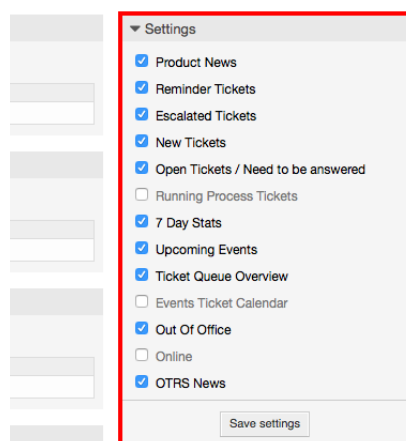 Settings
Product News
Reminder Tickets
Escalated Tickets
New Tickets
Open Tickets / Need to be answered
Running Process Tickets
7 Day Stats
Upcoming Events
Ticket Queue Overview
Events Ticket Calendar
Out Of Office
Online
OTRS News
Save settings